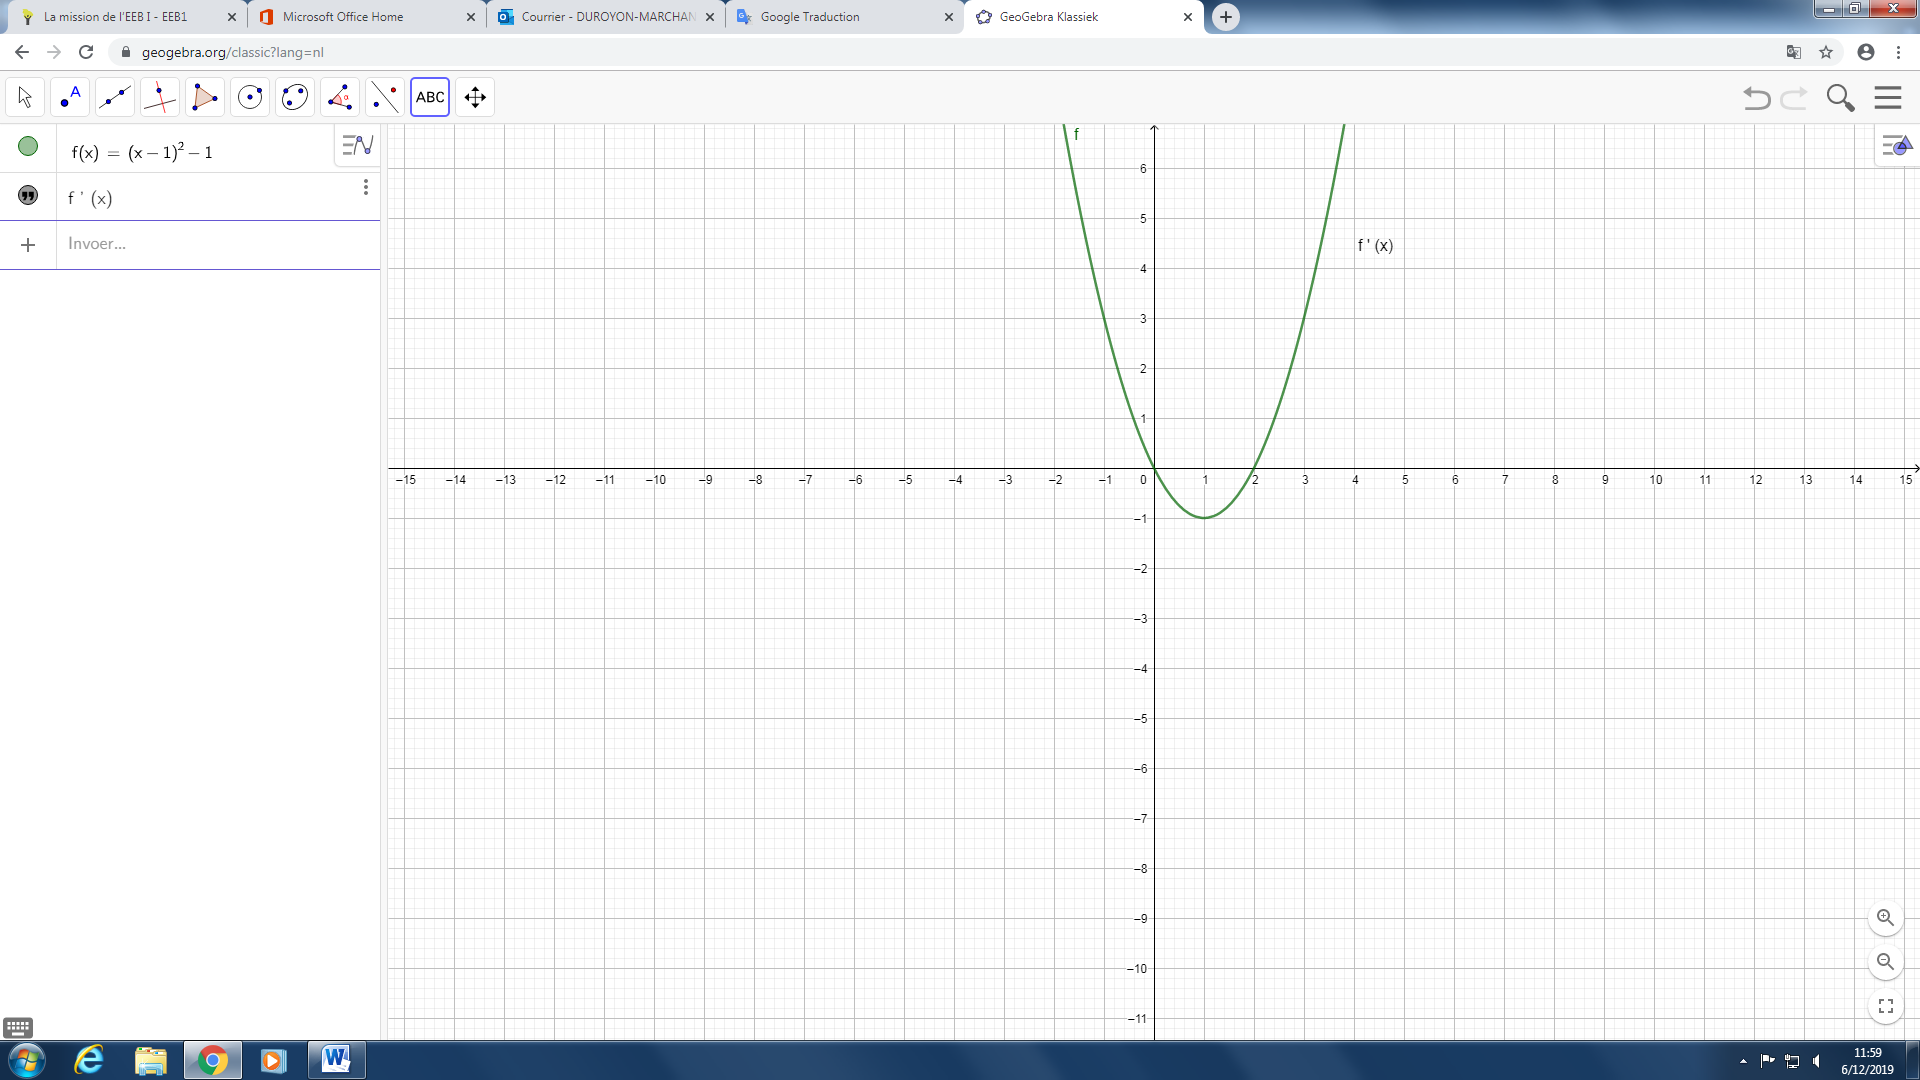 La mission de l'EEB I - EEB1
Microsoft Office Home
Courrier - DUROYON-MARCHAN
Google Traduction
GeoGebra Klassiek
geogebra.org/classic?lang=nl
A
ABC
f(x) = (x – 1)² – 1
f ' (x)
Invoer...
f
f ' (x)
6
5
4
3
2
1
–15 –14 –13 –12 –11 –10 –9 –8 –7 –6 –5 –4 –3 –2 –1 0 1 2 3 4 5 6 7 8 9 10 11 12 13 14 15
–1
–2
–3
–4
–5
–6
–7
–8
–9
–10
–11
11:59
6/12/2019